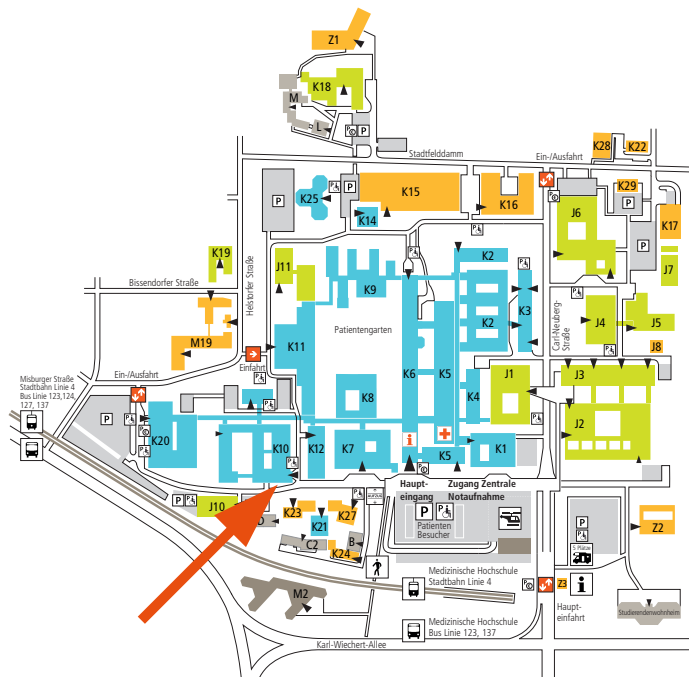 Z1
K18
M
L
P
P
Stadtfelddamm
Ein-/Ausfahrt
K28
K22
K25
K14
K15
K16
K29
P
K17
P
P
J6
K19
J11
K9
K2
K3
J7
P
Bissendorfer Straße
Helstorfer Straße
Patientengarten
K2
Carl-Neuberg-
Straße
J4
J5
M19
K11
K6
K5
J8
Einfahrt
J1
J3
Ein-/Ausfahrt
K8
K4
Misburger Straße
Stadtbahn Linie 4
Bus Linie 123,124,
127, 137
J2
K20
K10
K12
K7
i
K5
K1
P
Haupt-
eingang
Zugang Zentrale
Notaufnahme
P
J10
D
K23
K21
K27
C2
B
K24
P
Patienten
Besucher
P
Z2
5 Plätze
Medizinische Hochschule
Stadtbahn Linie 4
Z3
i
Haupt-
einfahrt
M2
Studierendenwohnheim
Medizinische Hochschule
Bus Linie 123, 137
Karl-Wiechert-Allee